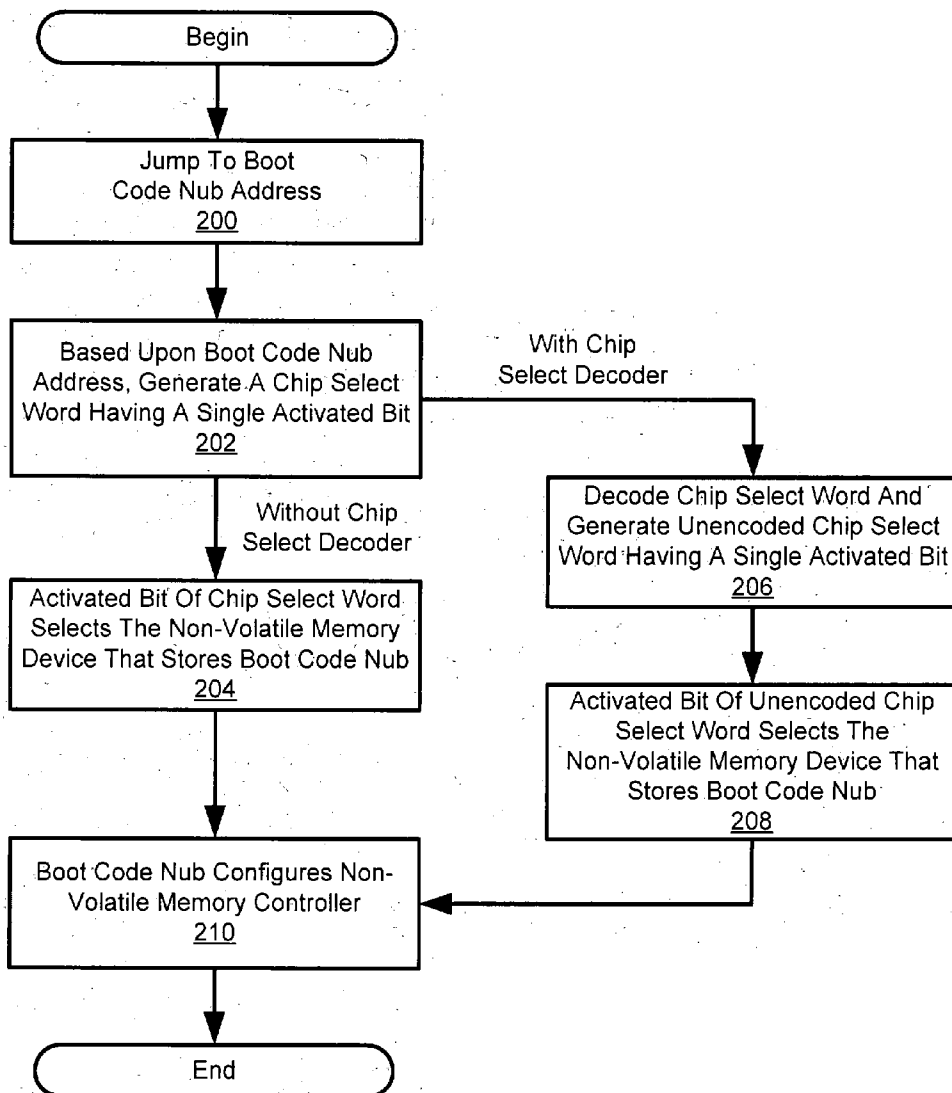 Begin
Jump To Boot
Code Nub Address
200
Based Upon Boot Code Nub
Address, Generate A Chip Select
Word Having A Single Activated Bit
202
With Chip
Select Decoder
Without Chip
Select Decoder
Decode Chip Select Word And
Generate Unencoded Chip Select
Word Having A Single Activated Bit
206
Activated Bit Of Chip Select Word
Selects The Non-Volatile Memory
Device That Stores Boot Code Nub
204
Activated Bit Of Unencoded Chip
Select Word Selects The
Non-Volatile Memory Device That
Stores Boot Code Nub
208
Boot Code Nub Configures Non-
Volatile Memory Controller
210
End